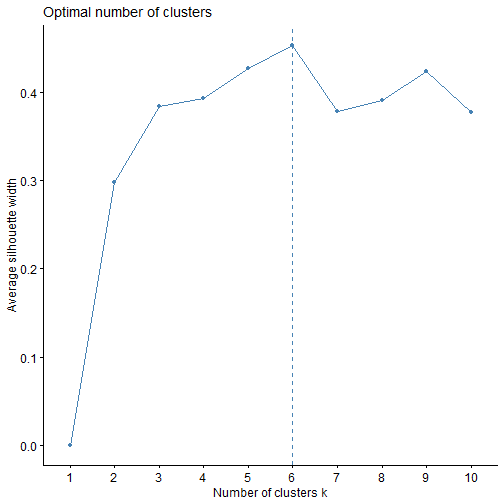 Optimal number of clusters
Average silhouette width
0.4
0.3
0.2
0.1
0.0
1 2 3 4 5 6 7 8 9 10
Number of clusters k